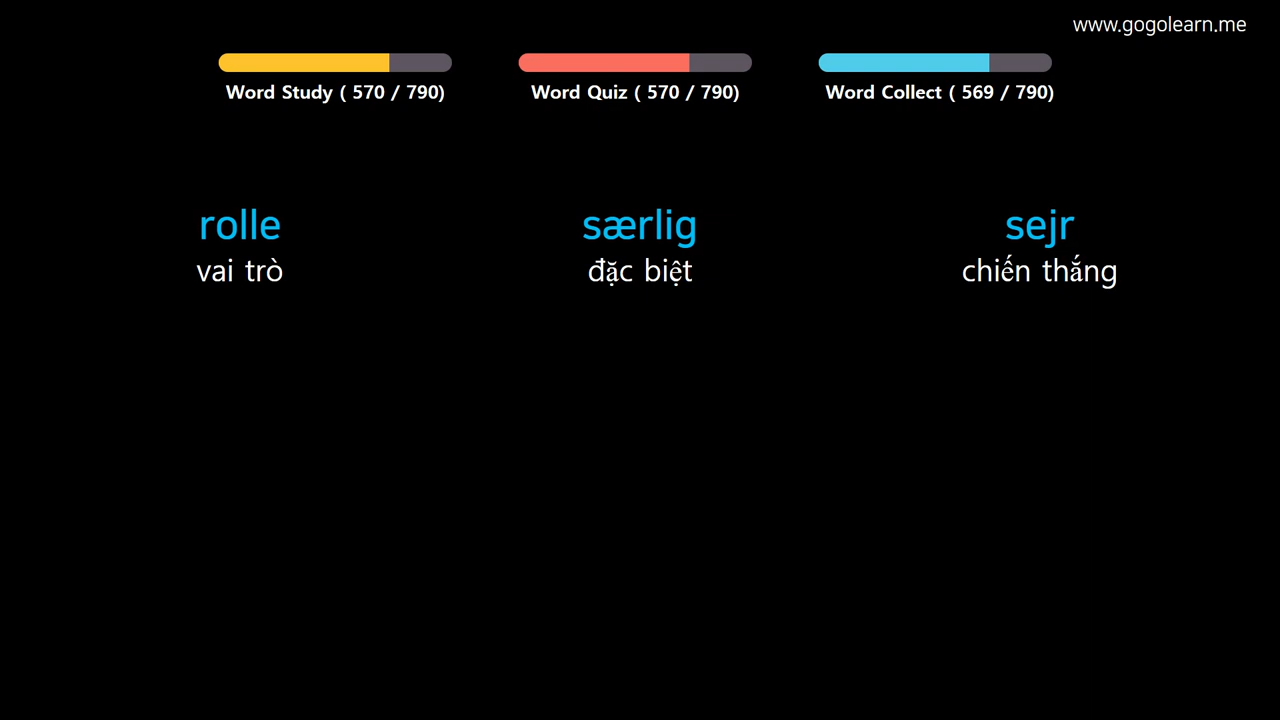 www.gogolearn.me
Word Study ( 570 / 790)
Word Quiz ( 570 / 790)
Word Collect ( 569 / 790)
rolle
vai trò
særlig
đặc biệt
sejr
chiến thắng